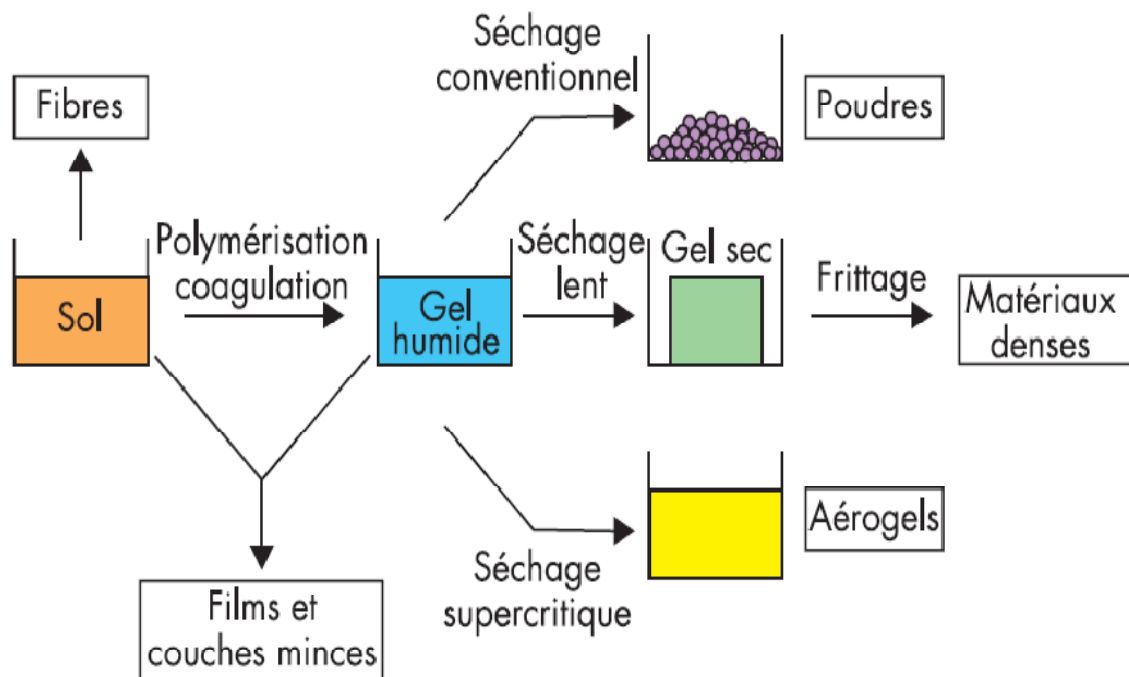 Séchage
conventionnel
Fibres
Poudres
Polymérisation
coagulation
Sol
Gel
humide
Séchage
lent
Gel sec
Frittage
Matériaux
denses
Films et
couches minces
Séchage
supercritique
Aérogels